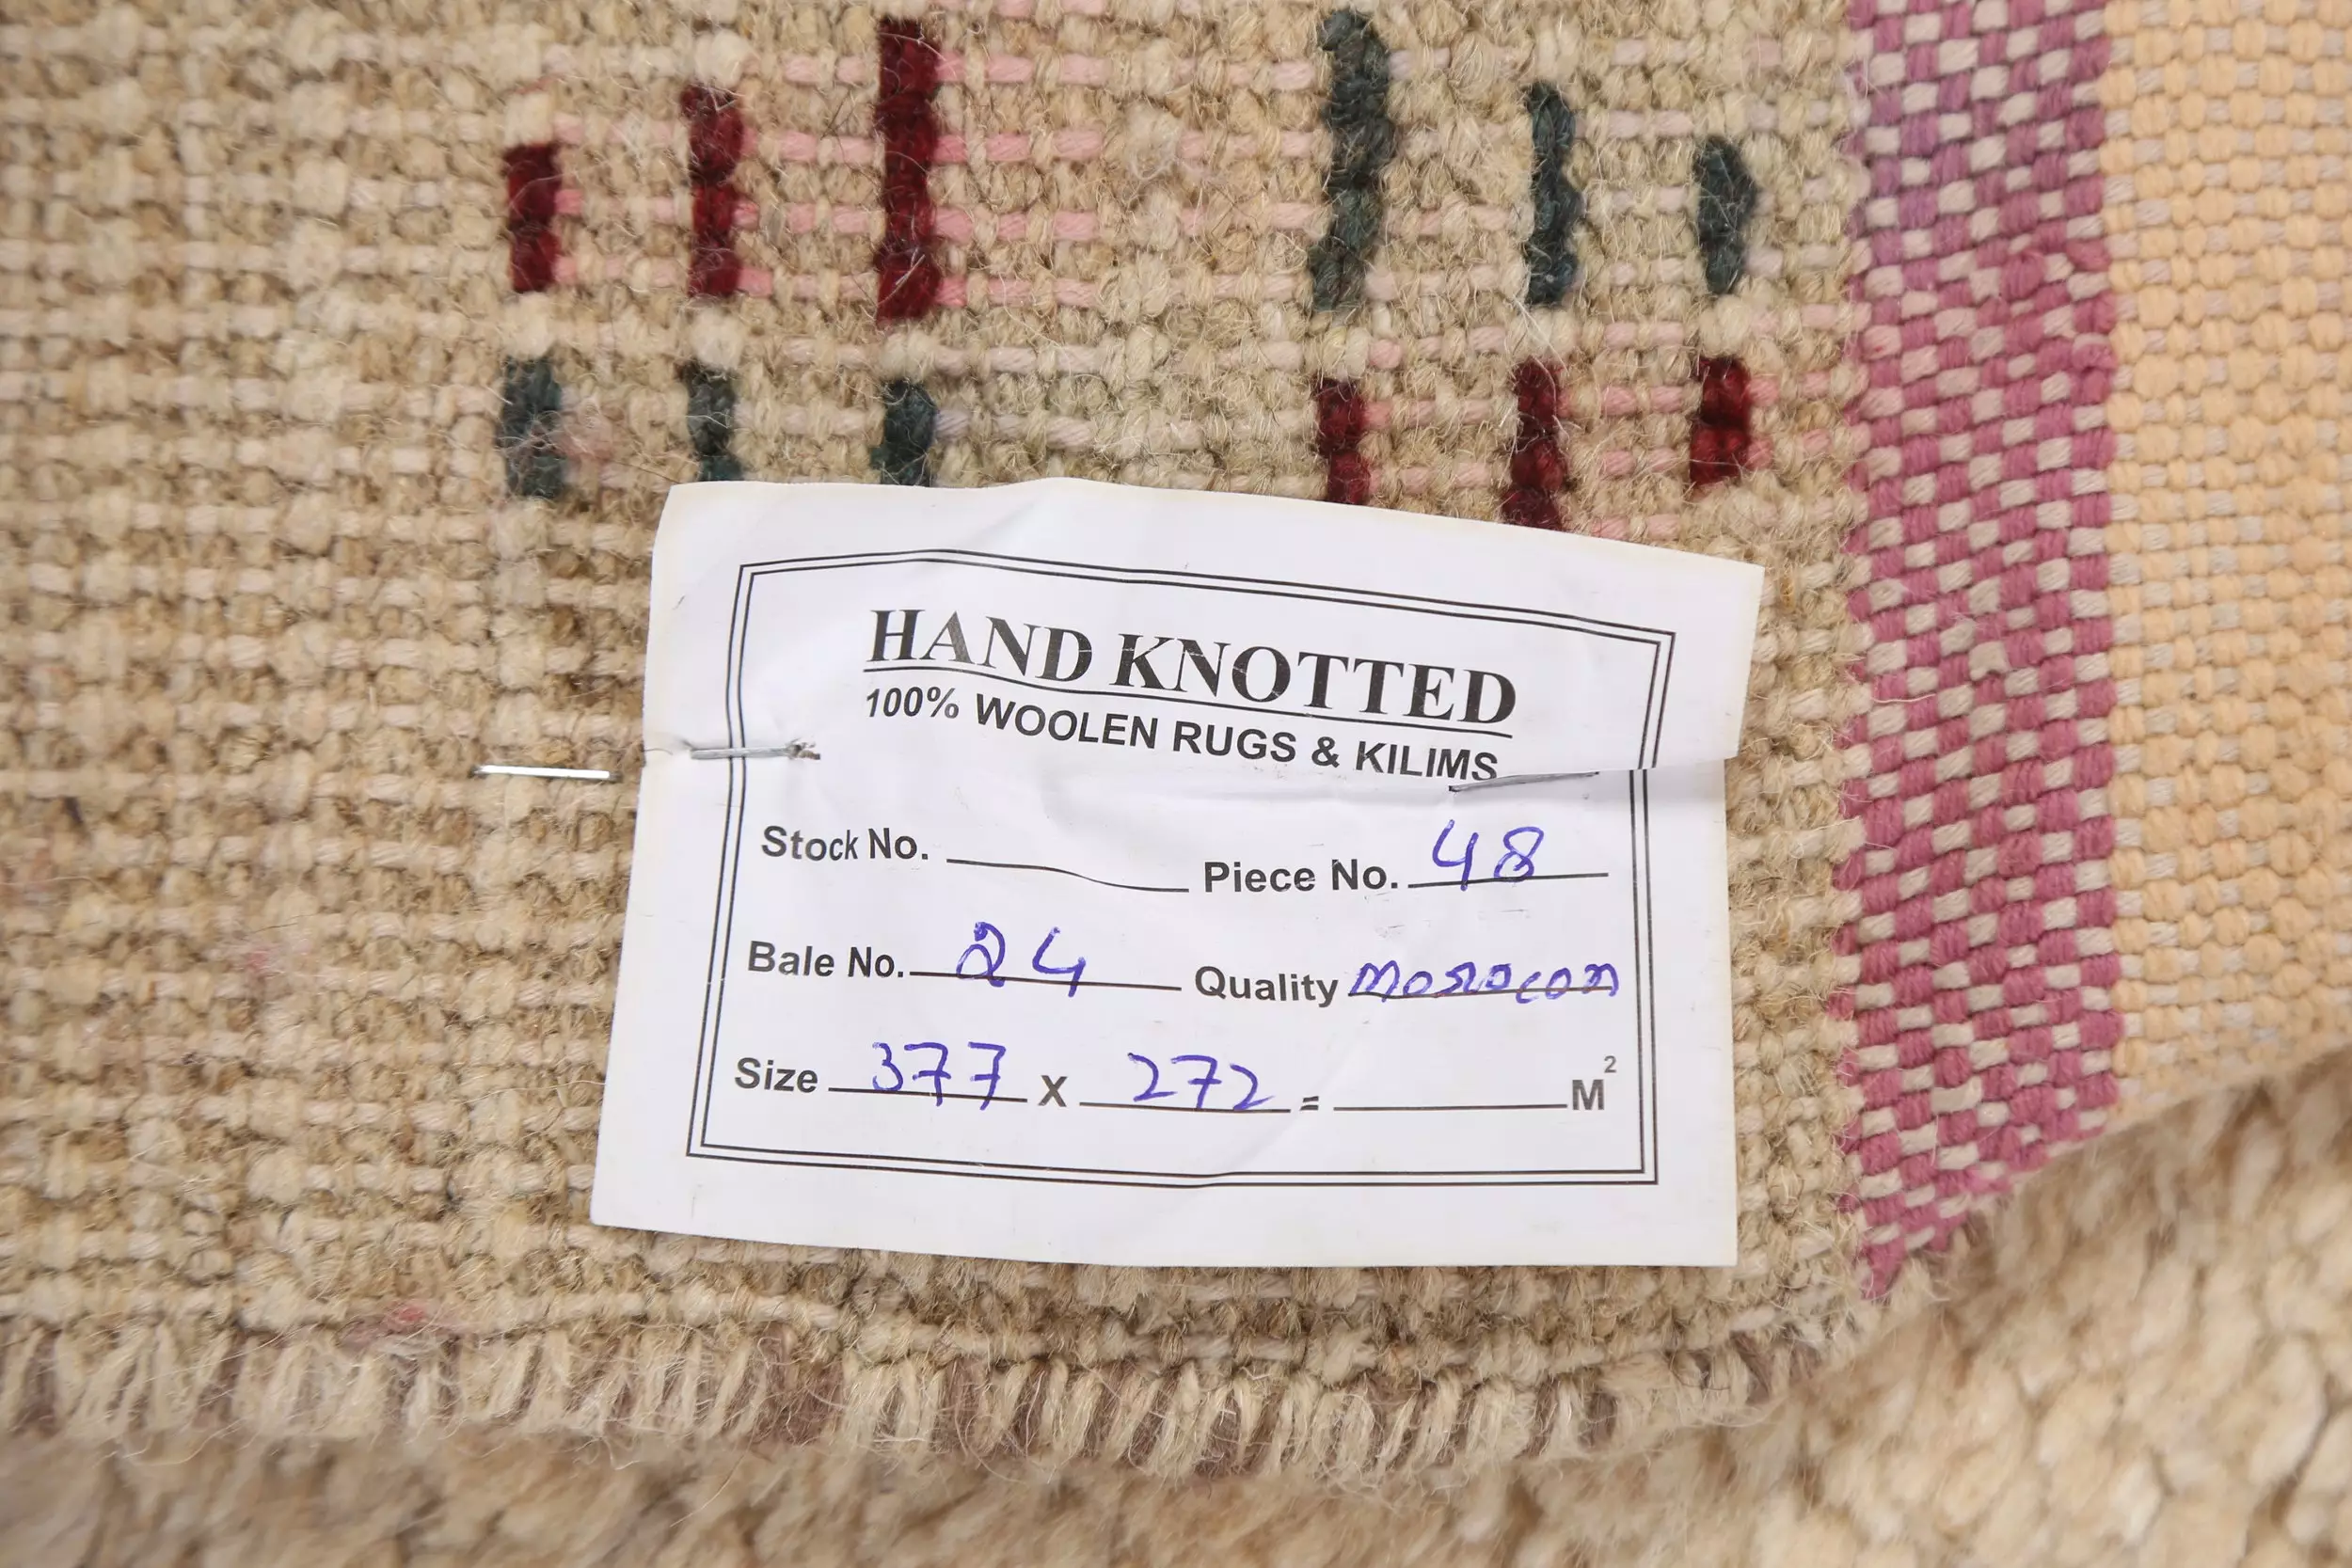 HAND KNOTTED
100% WOOLEN RUGS & KILIMS
Stock No. Piece No. 48
Bale No. 24 Quality Morocon
Size 377 X 272 = M²